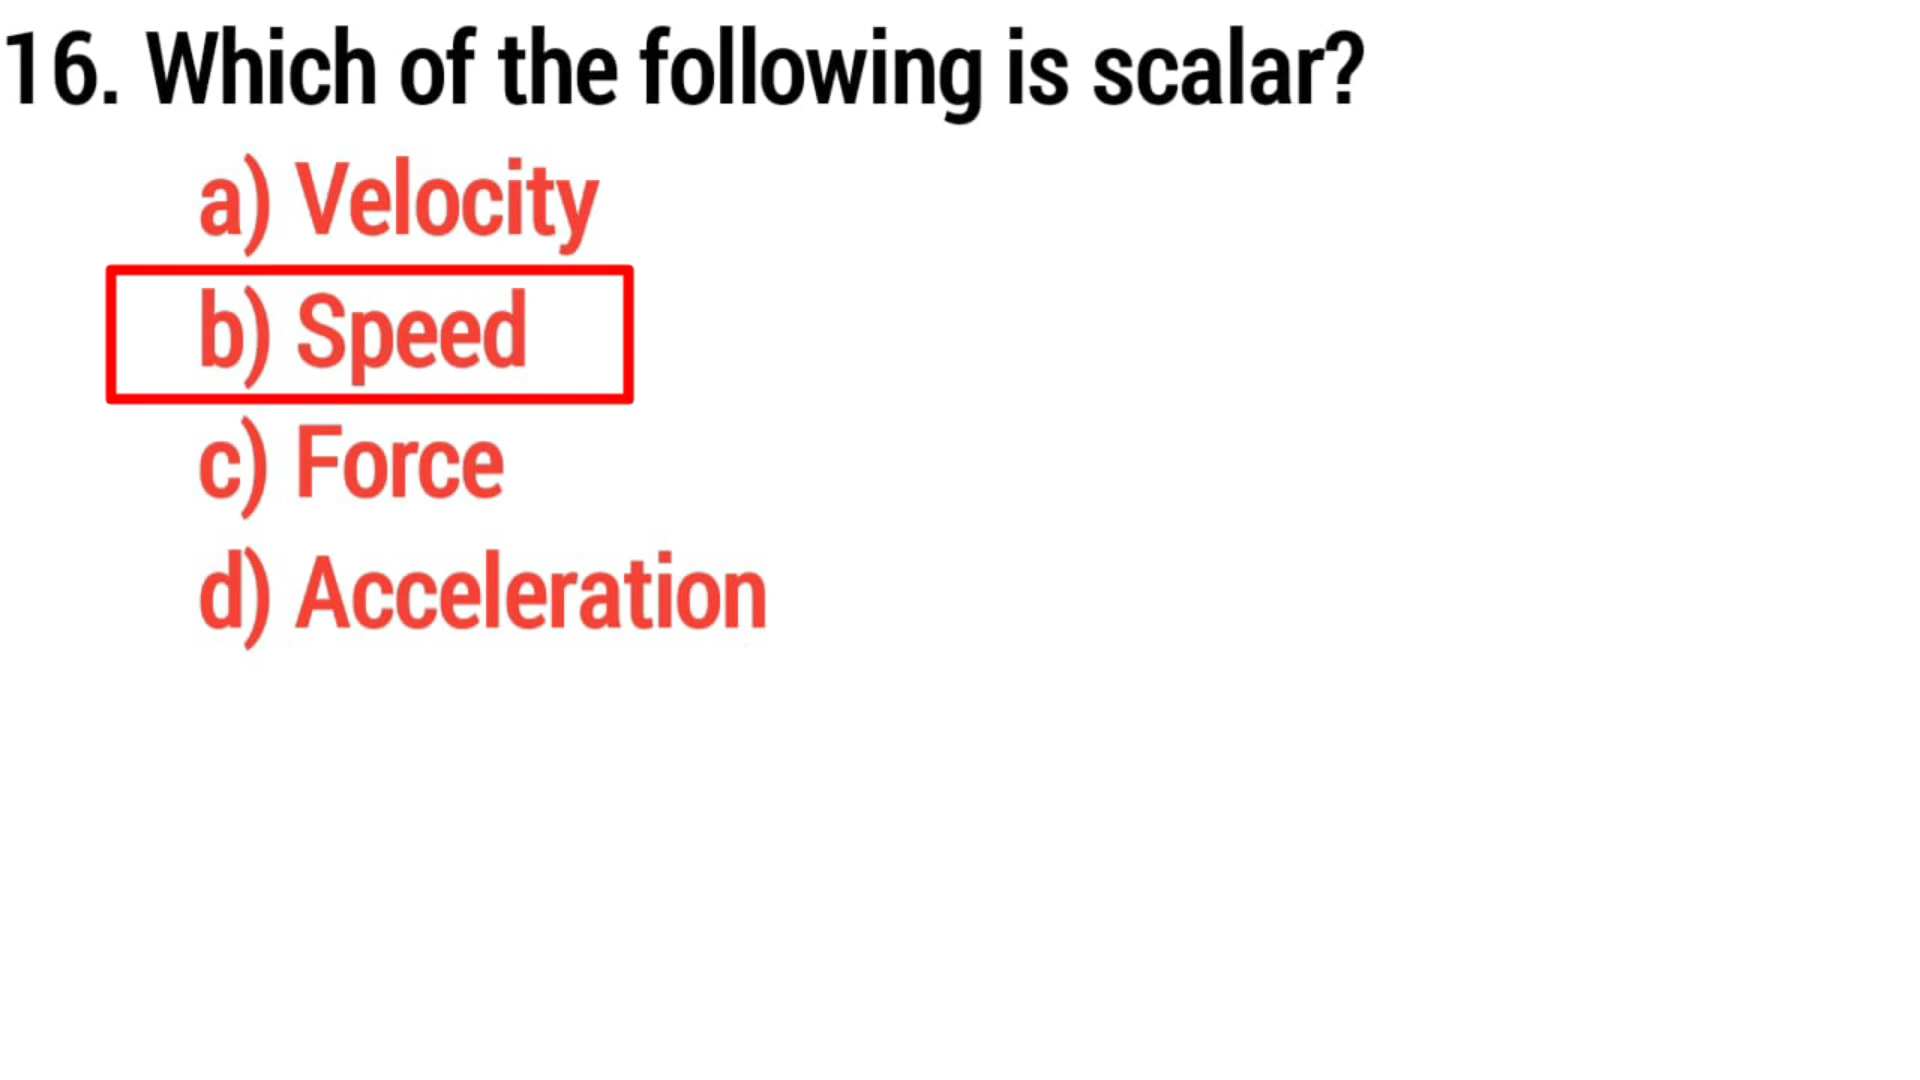 16. Which of the following is scalar?
a) Velocity
b) Speed
c) Force
d) Acceleration